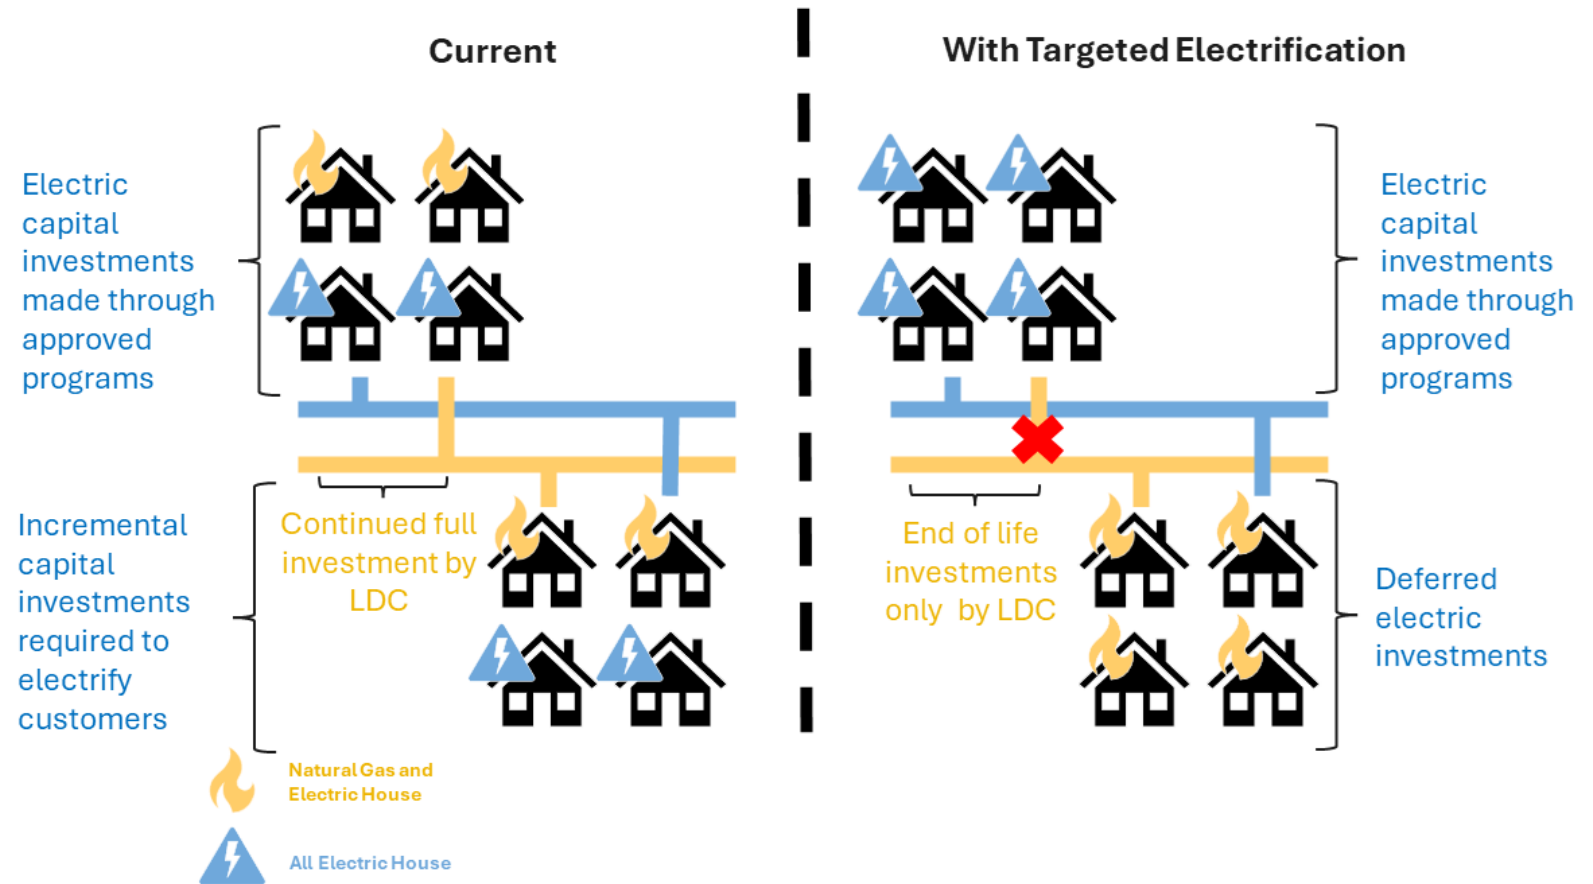 Current
Electric
capital
investments
made through
approved
programs
Incremental
capital
investments
required to
electrify
customers
Continued full
investment by
LDC
Natural Gas and
Electric House
All Electric House
With Targeted Electrification
Electric
capital
investments
made through
approved
programs
End of life
investments
only by LDC
Deferred
electric
investments